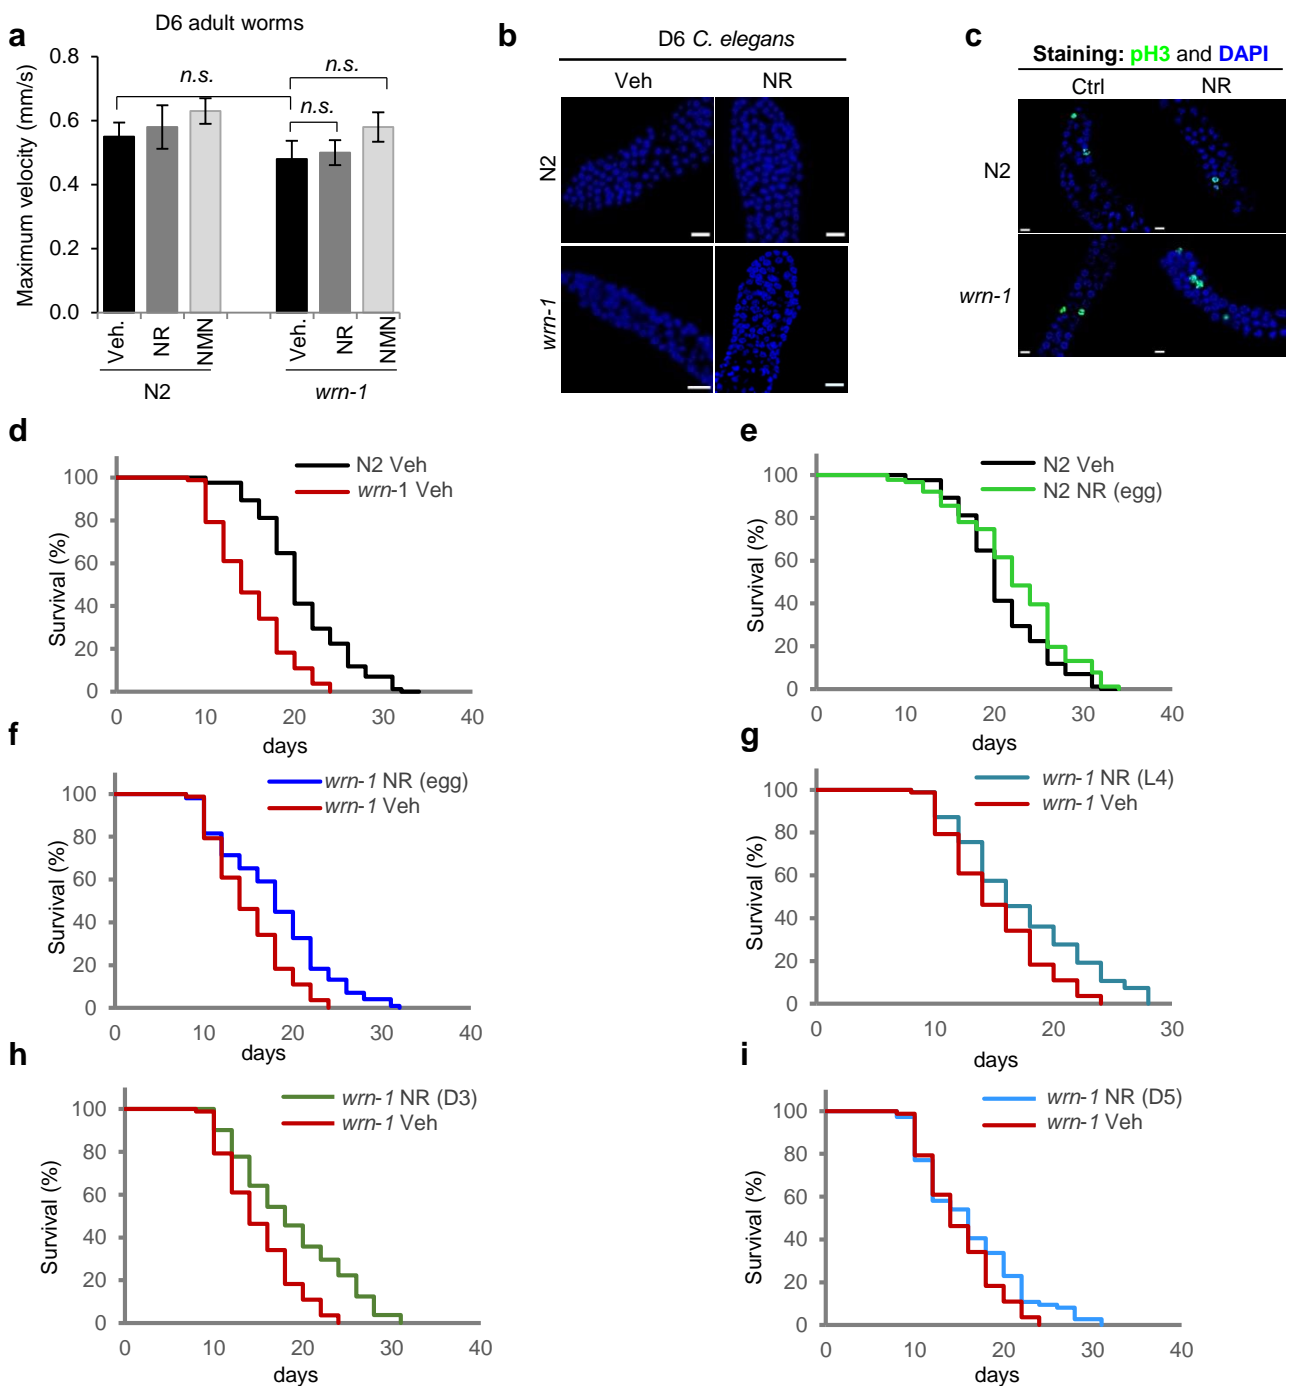 a
D6 adult worms
Maximum velocity (mm/s)
0.8
0.6
0.4
0.2
0.0
n.s.
n.s.
n.s.
Veh.
NR
NMN
Veh.
NR
NMN
N2
wrn-1
b
D6 C. elegans
Veh
NR
N2
wrn-1
c
Staining: pH3 and DAPI
Ctrl
NR
N2
wrn-1
d
N2 Veh
wrn-1 Veh
Survival (%)
100
80
60
40
20
0
0 10 20 30 40
days
e
N2 Veh
N2 NR (egg)
Survival (%)
100
80
60
40
20
0
0 10 20 30 40
days
f
wrn-1 NR (egg)
wrn-1 Veh
Survival (%)
100
80
60
40
20
0
0 10 20 30 40
days
g
wrn-1 NR (L4)
wrn-1 Veh
Survival (%)
100
80
60
40
20
0
0 10 20 30
days
h
wrn-1 NR (D3)
wrn-1 Veh
Survival (%)
100
80
60
40
20
0
0 10 20 30 40
days
i
wrn-1 NR (D5)
wrn-1 Veh
Survival (%)
100
80
60
40
20
0
0 10 20 30 40
days